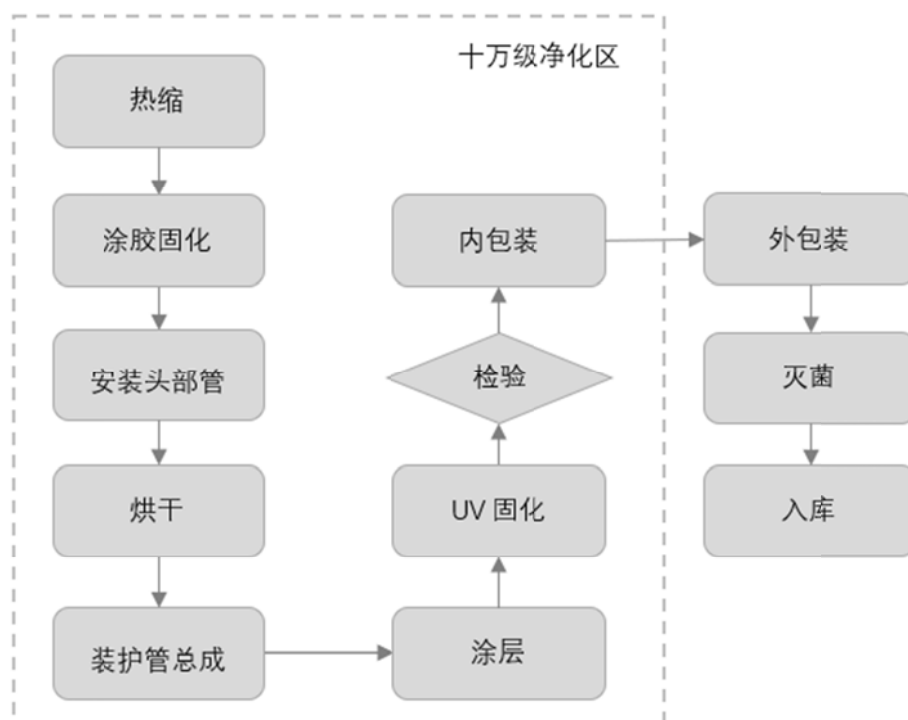 十万级净化区
热缩
涂胶固化
安装头部管
烘干
装护管总成
涂层
UV 固化
检验
内包装
外包装
灭菌
入库